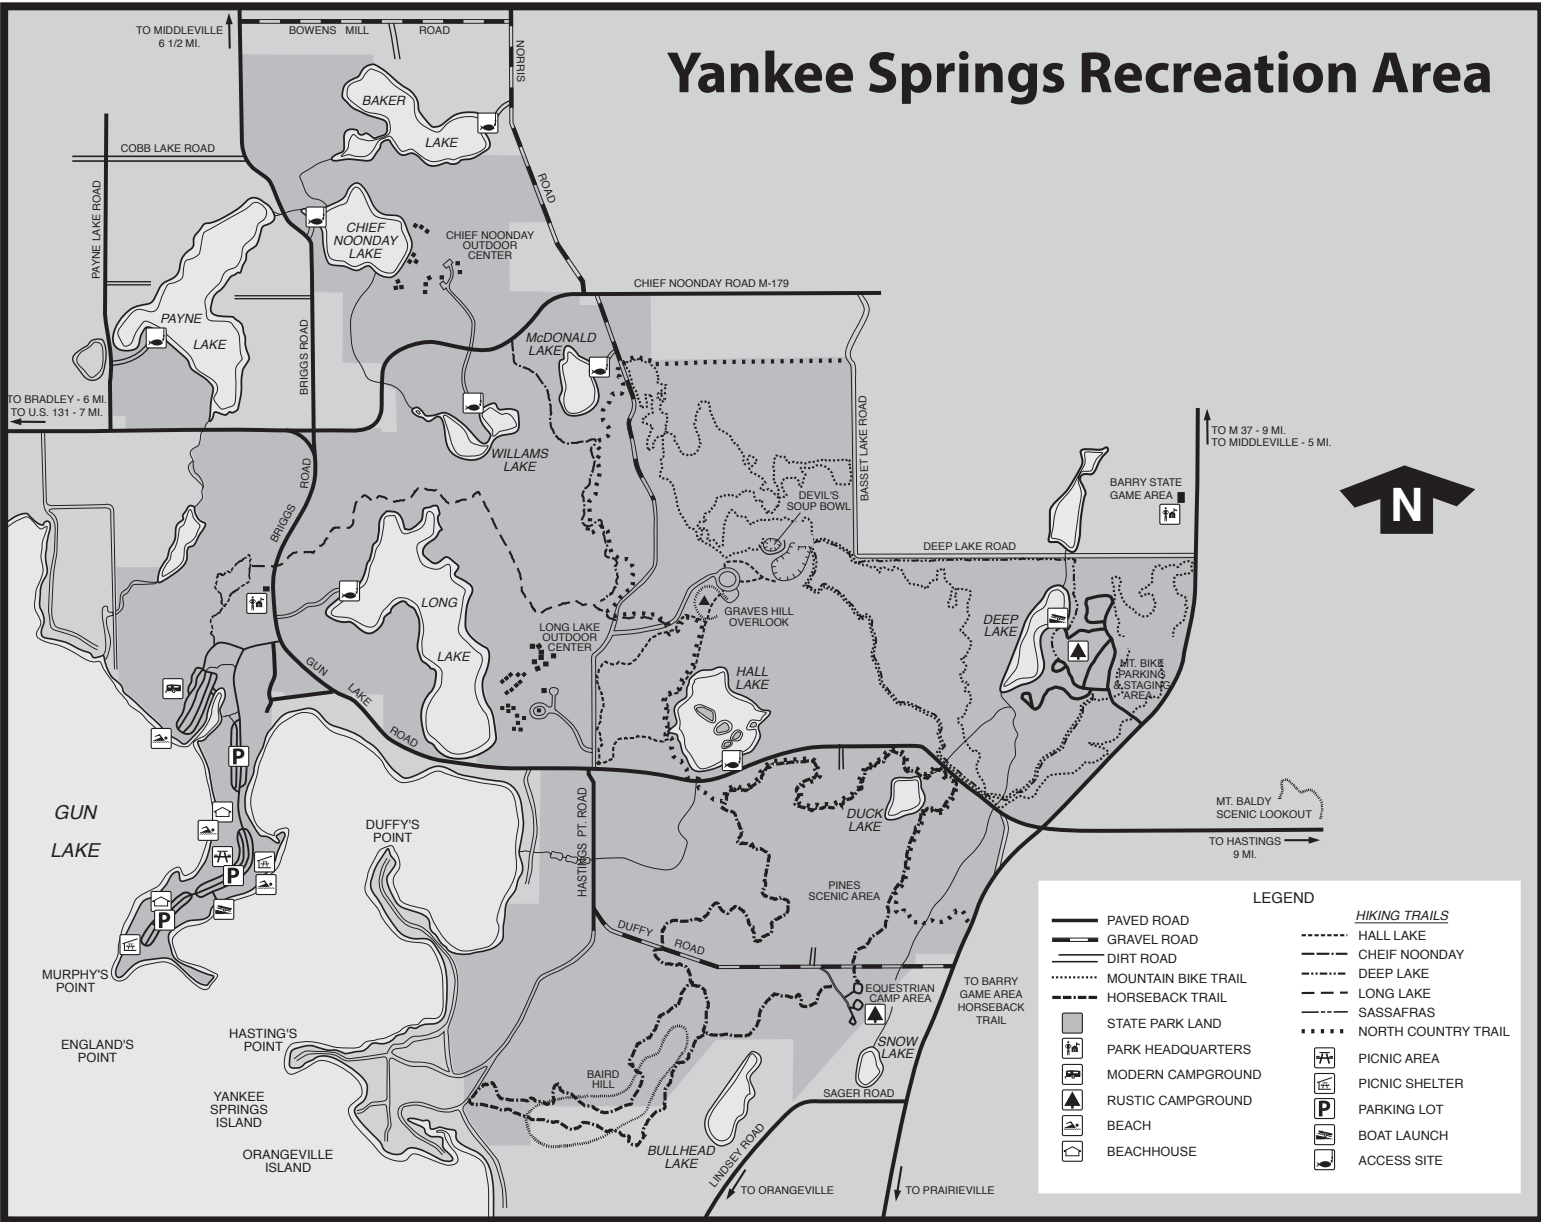 Yankee Springs Recreation Area
TO MIDDLEVILLE
6 1/2 MI.
BOWENS MILL ROAD
NORRIS
ROAD
BAKER
LAKE
COBB LAKE ROAD
PAYNE LAKE ROAD
CHIEF
NOONDAY
LAKE
CHIEF NOONDAY
OUTDOOR
CENTER
CHIEF NOONDAY ROAD M-179
PAYNE
LAKE
BRIGGS ROAD
McDONALD
LAKE
TO BRADLEY - 6 MI.
TO U.S. 131 - 7 MI.
WILLAMS
LAKE
BASSET LAKE ROAD
TO M 37 - 9 MI.
TO MIDDLEVILLE - 5 MI.
BARRY STATE
GAME AREA
N
BRIGGS
ROAD
DEVIL'S
SOUP BOWL
DEEP LAKE ROAD
LONG
LAKE
GRAVES HILL
OVERLOOK
DEEP
LAKE
LONG LAKE
OUTDOOR
CENTER
HALL
LAKE
MT. BIKE
PARKING
& STAGING
AREA
GUN
LAKE
ROAD
P
GUN
LAKE
DUFFY'S
POINT
HASTINGS PT. ROAD
DUCK
LAKE
MT. BALDY
SCENIC LOOKOUT
TO HASTINGS
9 MI.
P
P
PINES
SCENIC AREA
DUFFY
ROAD
MURPHY'S
POINT
EQUESTRIAN
CAMP AREA
TO BARRY
GAME AREA
HORSEBACK
TRAIL
ENGLAND'S
POINT
HASTING'S
POINT
SNOW
LAKE
BAIRD
HILL
YANKEE
SPRINGS
ISLAND
SAGER ROAD
ORANGEVILLE
ISLAND
BULLHEAD
LAKE
LINDSEY ROAD
TO ORANGEVILLE
TO PRAIRIEVILLE
LEGEND
PAVED ROAD
GRAVEL ROAD
DIRT ROAD
MOUNTAIN BIKE TRAIL
HORSEBACK TRAIL
STATE PARK LAND
PARK HEADQUARTERS
MODERN CAMPGROUND
RUSTIC CAMPGROUND
BEACH
BEACHHOUSE
HIKING TRAILS
HALL LAKE
CHEIF NOONDAY
DEEP LAKE
LONG LAKE
SASSAFRAS
NORTH COUNTRY TRAIL
PICNIC AREA
PICNIC SHELTER
P PARKING LOT
BOAT LAUNCH
ACCESS SITE